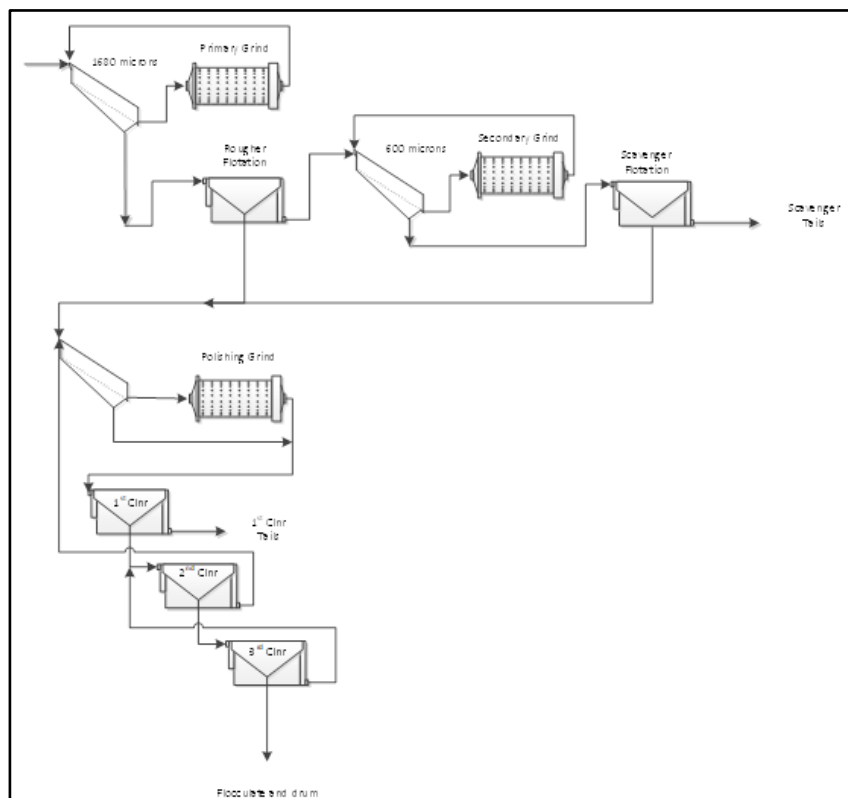 Primary Grind
1680 microns
Rougher
Flotation
600 microns
Secondary Grind
Scavenger
Flotation
Scavenger
Tails
Polishing Grind
1st Clnr
1st Clnr
Tails
2nd Clnr
3rd Clnr
Flocculate and drum